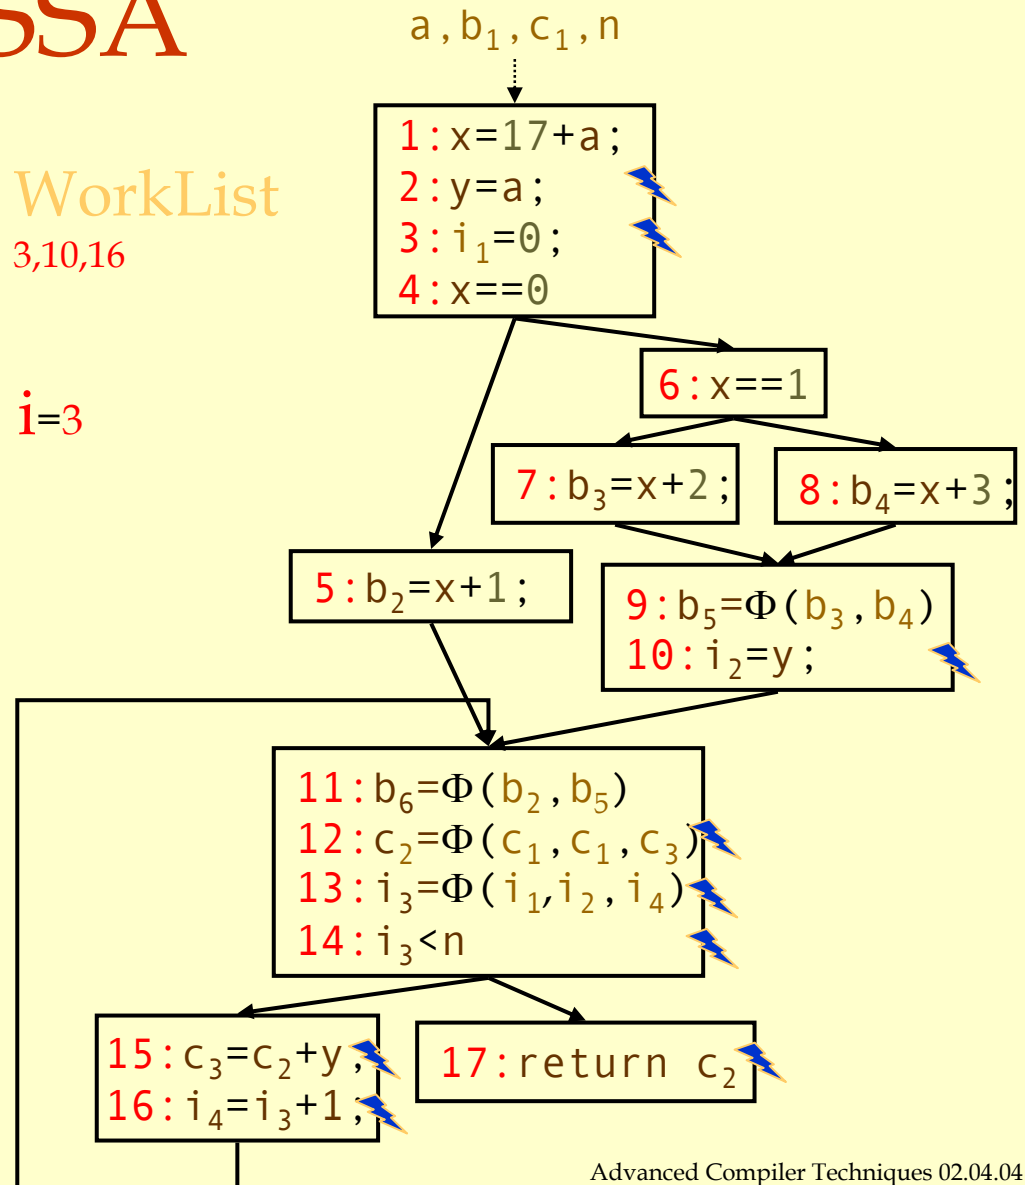 SSA
a,b₁,c₁,n
WorkList
3,10,16
i=3
1:x=17+a;
2:y=a;
3:i₁=0;
4:x==0
6:x==1
7:b₃=x+2;
8:b₄=x+3;
5:b₂=x+1;
9:b₅=Φ(b₃,b₄)
10:i₂=y;
11:b₆=Φ(b₂,b₅)
12:c₂=Φ(c₁,c₁,c₃)
13:i₃=Φ(i₁,i₂,i₄)
14:i₃<n
15:c₃=c₂+y;
16:i₄=i₃+1;
17:return c₂
Advanced Compiler Techniques 02.04.04